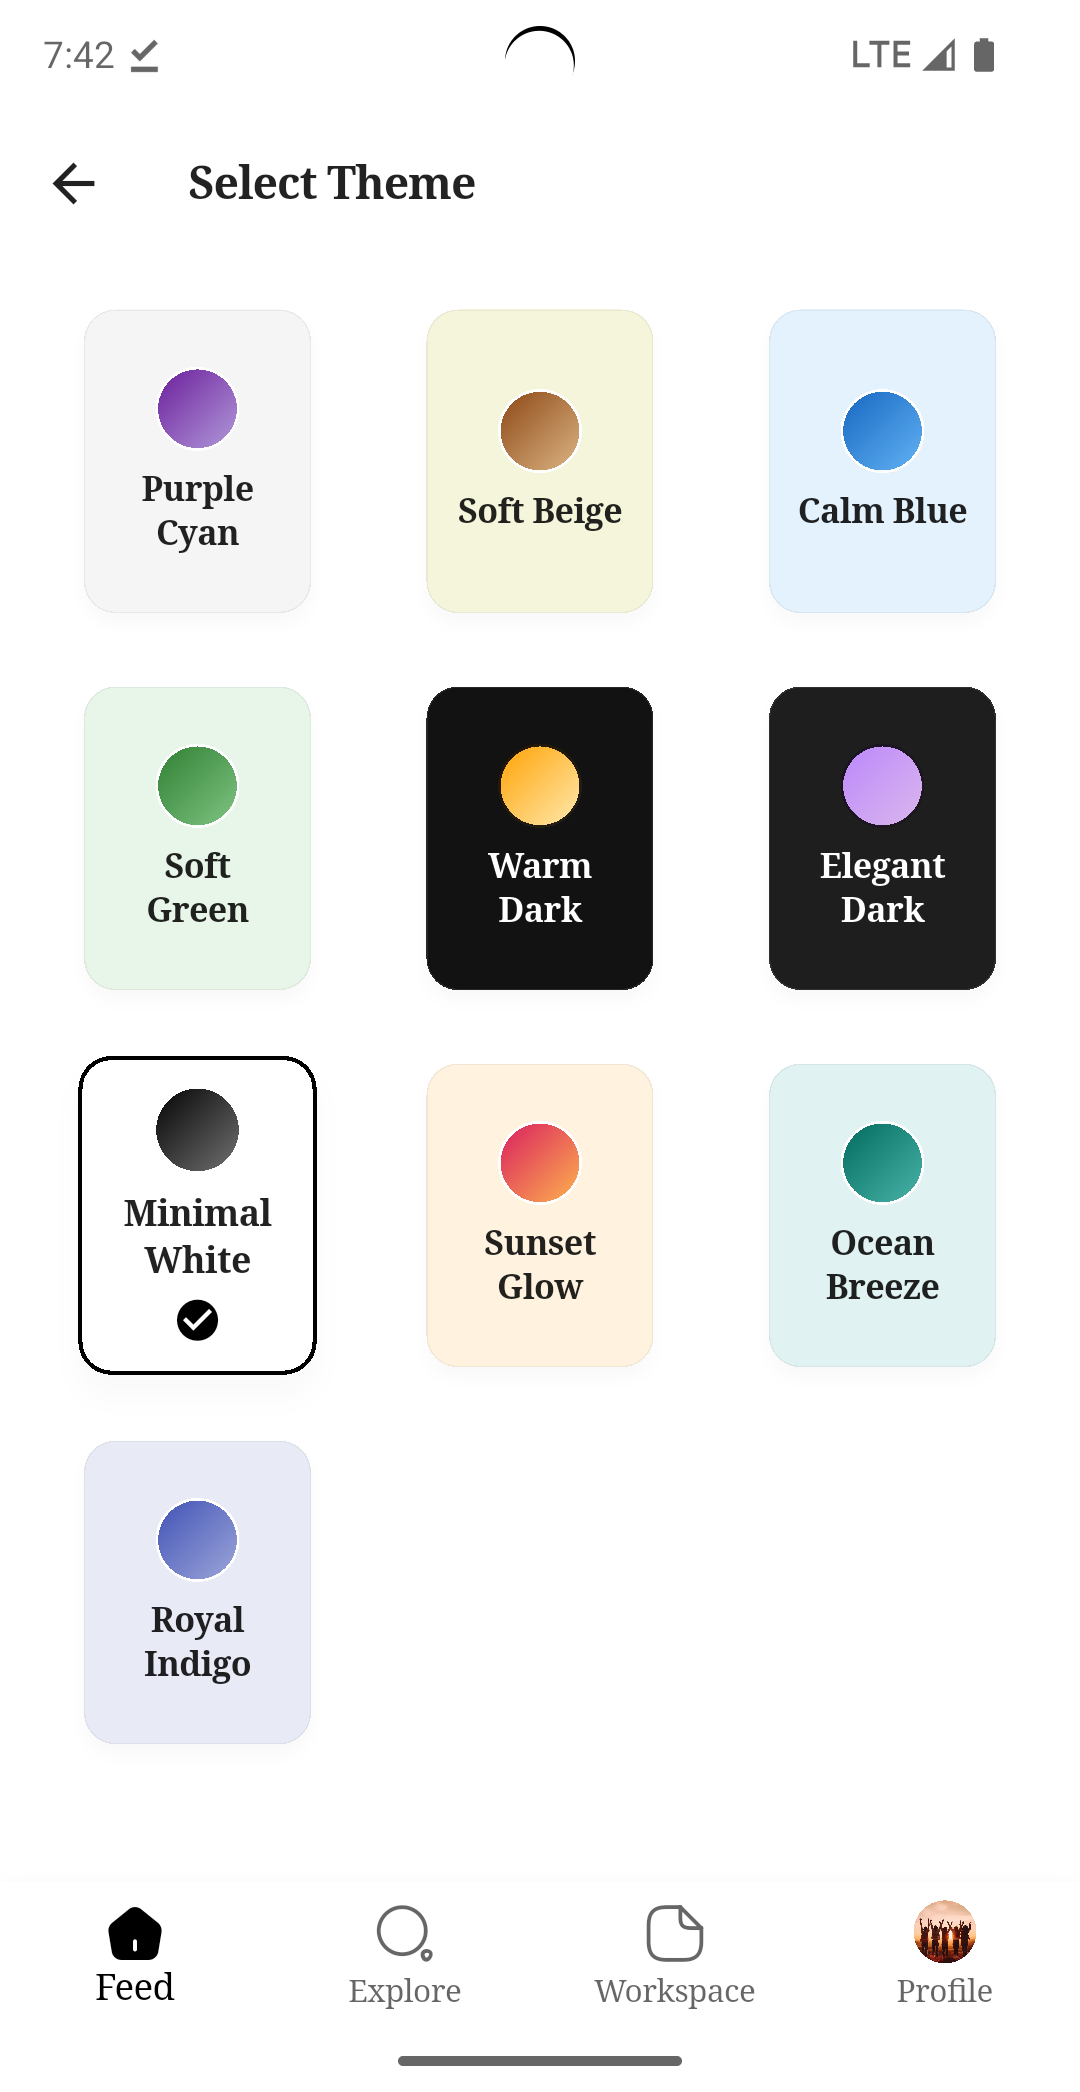 7:42
LTE
Select Theme
Purple
Cyan
Soft Beige
Calm Blue
Soft
Green
Warm
Dark
Elegant
Dark
Minimal
White
Sunset
Glow
Ocean
Breeze
Royal
Indigo
Feed
Explore
Workspace
Profile